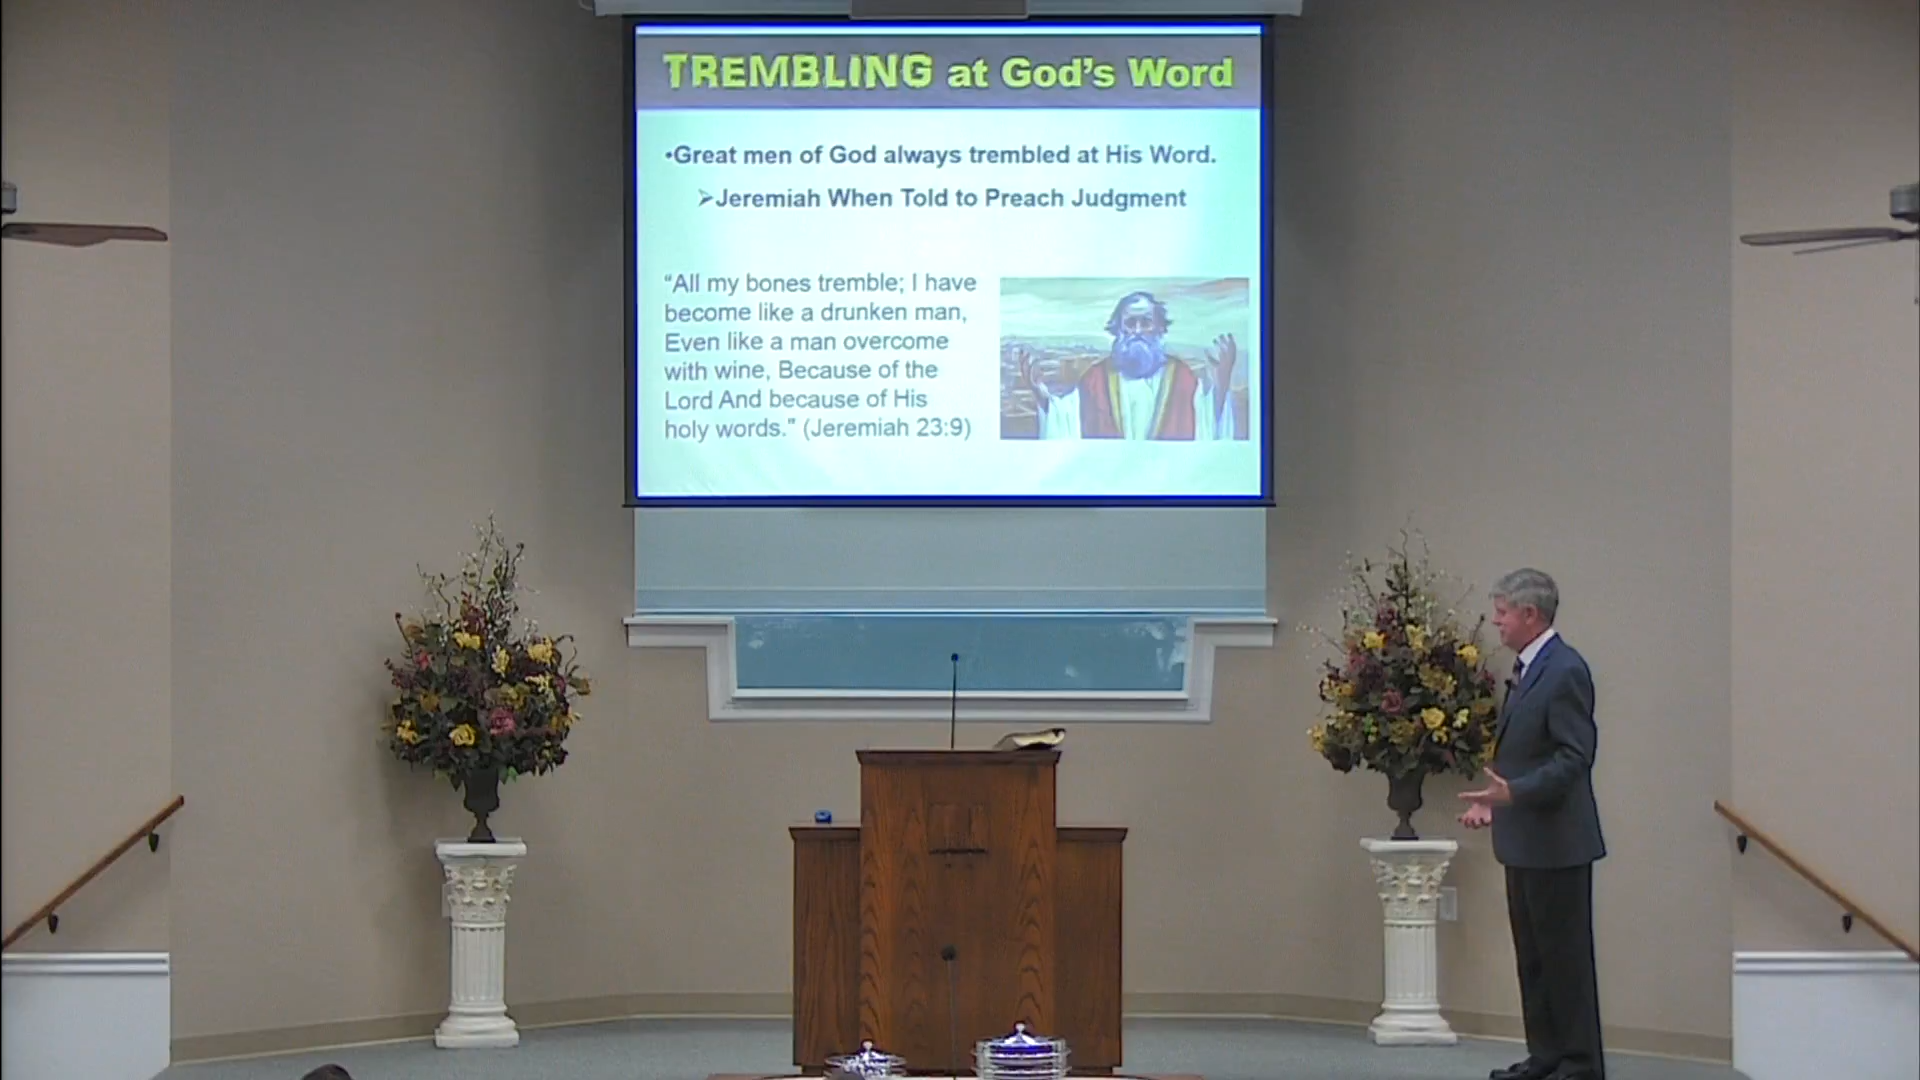 TREMBLING at God's Word
•Great men of God always trembled at His Word.
➢Jeremiah When Told to Preach Judgment
“All my bones tremble; I have
become like a drunken man,
Even like a man overcome
with wine, Because of the
Lord And because of His
holy words.” (Jeremiah 23:9)